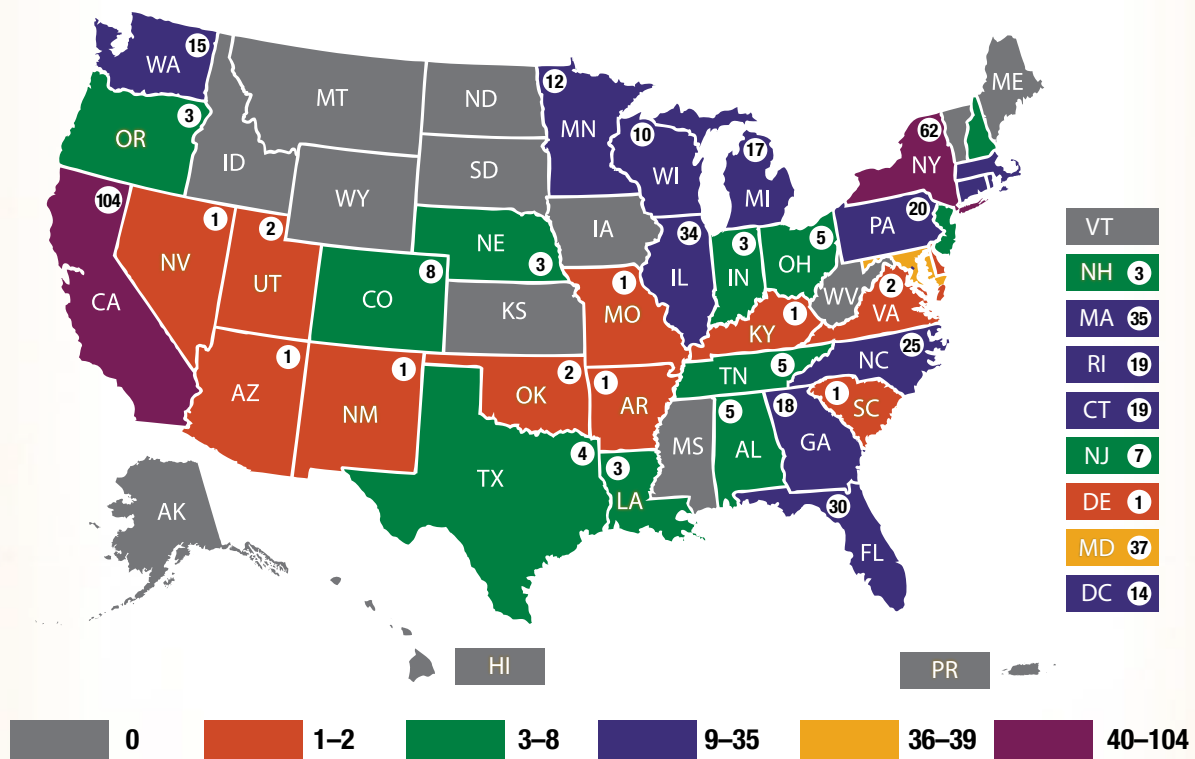 WA 15
MT
ND
12
MN
ME
OR 3
ID
SD
10
WI
17
MI
62
NY
WY
104
CA
1
NV
2
UT
NE
3
IA
34
IL
3
IN
5
OH
20
PA
8
CO
KS
1
MO
1
KY
WV
2
VA
1
AZ
1
NM
2
OK
1
AR
5
TN
25
NC
1
SC
4
TX
3
LA
MS
5
AL
18
GA
30
FL
AK
HI
PR
VT
NH 3
MA 35
RI 19
CT 19
NJ 7
DE 1
MD 37
DC 14
0 1–2 3–8 9–35 36–39 40–104